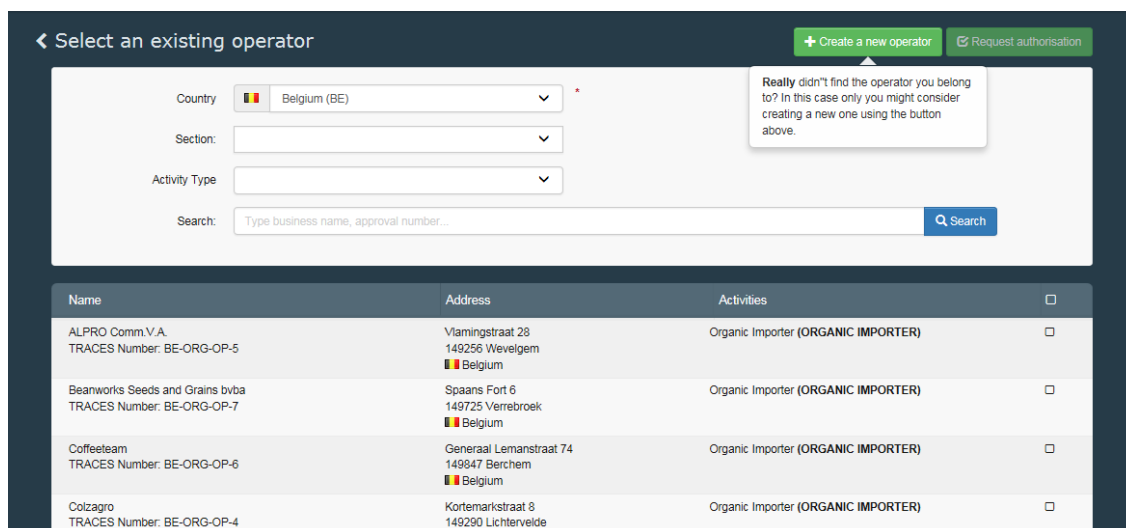 Select an existing operator
Create a new operator
Request authorisation
Really didn"t find the operator you belong
to? In this case only you might consider
creating a new one using the button
above.
Country
Belgium (BE)
*
Section:
Activity Type
Search:
Type business name, approval number...
Search
Name Address Activities
ALPRO Comm.V.A. Vlamingstraat 28 Organic Importer (ORGANIC IMPORTER)
TRACES Number: BE-ORG-OP-5 149256 Wevelgem
Belgium
Beanworks Seeds and Grains bvba Spaans Fort 6 Organic Importer (ORGANIC IMPORTER)
TRACES Number: BE-ORG-OP-7 149725 Verrebroek
Belgium
Coffeeteam Generaal Lemanstraat 74 Organic Importer (ORGANIC IMPORTER)
TRACES Number: BE-ORG-OP-6 149847 Berchem
Belgium
Colzagro Kortemarkstraat 8 Organic Importer (ORGANIC IMPORTER)
TRACES Number: BE-ORG-OP-4 149290 Lichtervelde